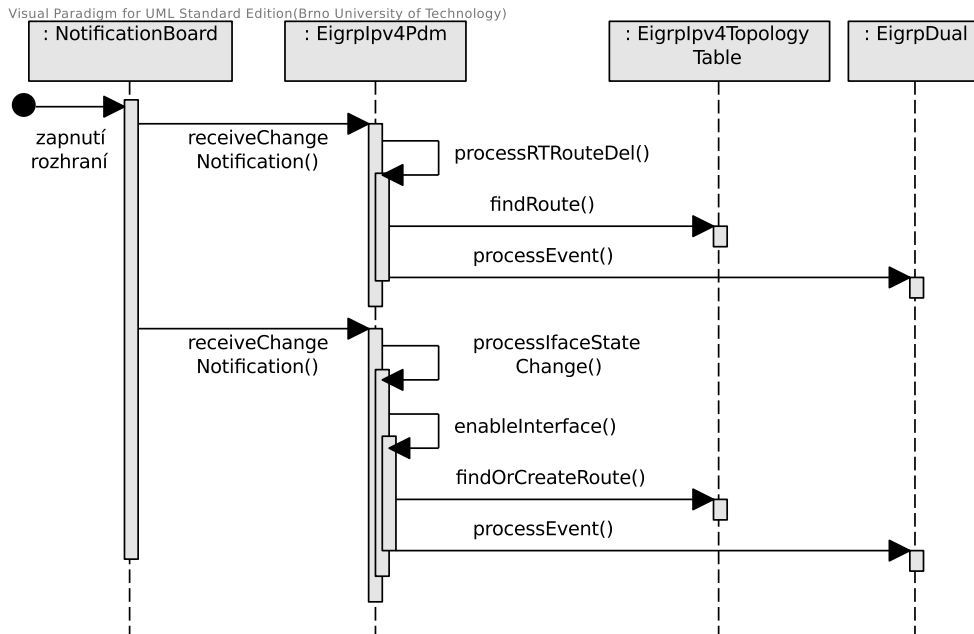 Visual Paradigm for UML Standard Edition(Brno University of Technology)
: NotificationBoard
: EigrpIpv4Pdm
: EigrpIpv4Topology
Table
: EigrpDual
zapnutí
rozhraní
receiveChange
Notification()
processRTRouteDel()
findRoute()
processEvent()
receiveChange
Notification()
processIfaceState
Change()
enableInterface()
findOrCreateRoute()
processEvent()